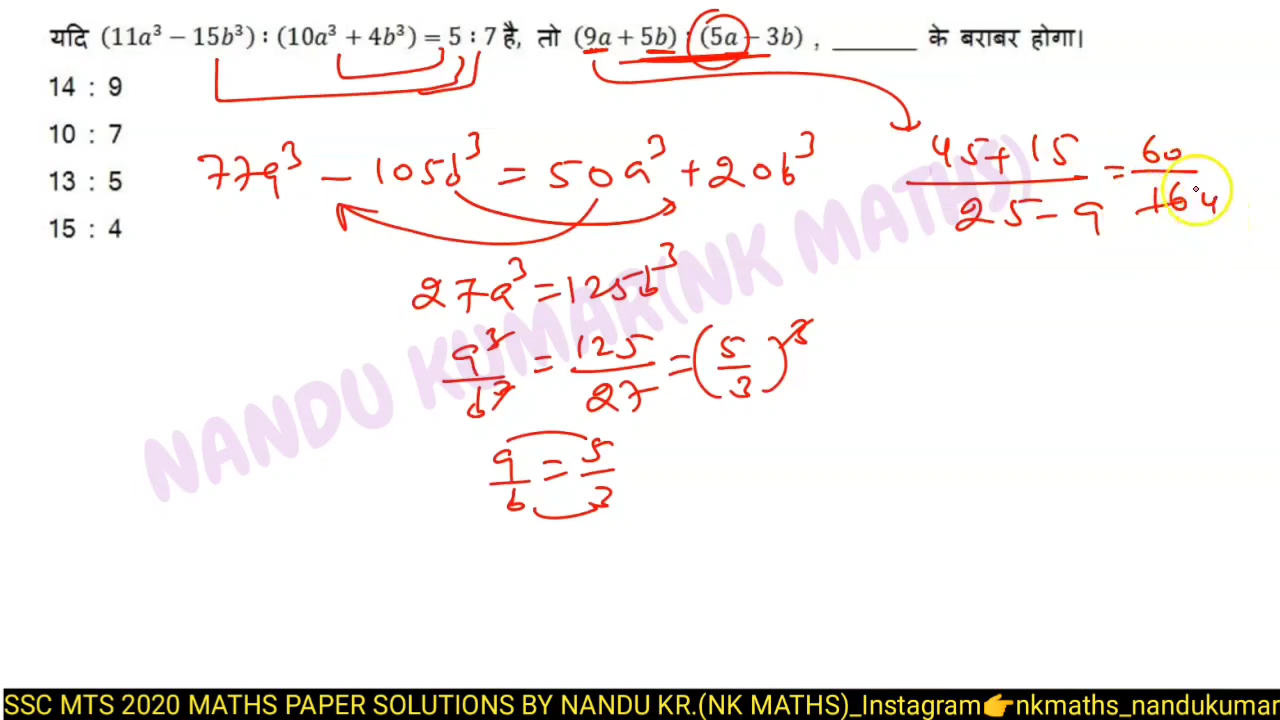 यदि (11a³ − 15b³) : (10a³ + 4b³) = 5 : 7 है, तो (9a + 5b) : (5a − 3b) , ________ के बराबर होगा।
14 : 9
10 : 7
13 : 5
15 : 4
77a³ − 105b³ = 50a³ + 20b³
27a³ = 125b³
a³/b³ = 125/27 = (5/3)³
a/b = 5/3
45+15/25−9 = 60/16 4
NANDU KUMAR(NK MATHS)
SSC MTS 2020 MATHS PAPER SOLUTIONS BY NANDU KR.(NK MATHS)_Instagram👉nkmaths_nandukumar